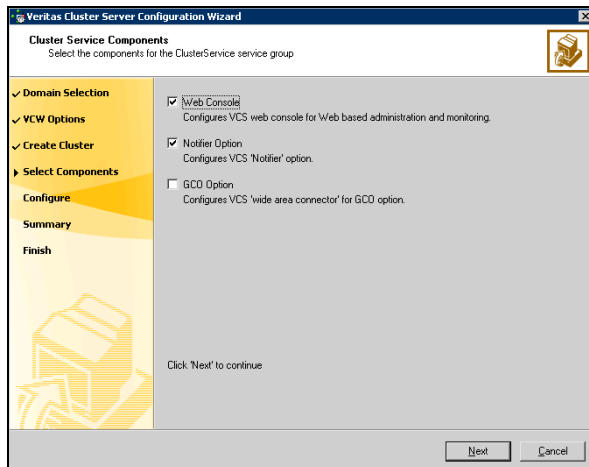 Veritas Cluster Server Configuration Wizard
Cluster Service Components
Select the components for the ClusterService service group
Domain Selection
VCW Options
Create Cluster
Select Components
Configure
Summary
Finish
Web Console
Configures VCS web console for Web based administration and monitoring.
Notifier Option
Configures VCS 'Notifier' option.
GCO Option
Configures VCS 'wide area connector' for GCO option.
Click 'Next' to continue
Next
Cancel